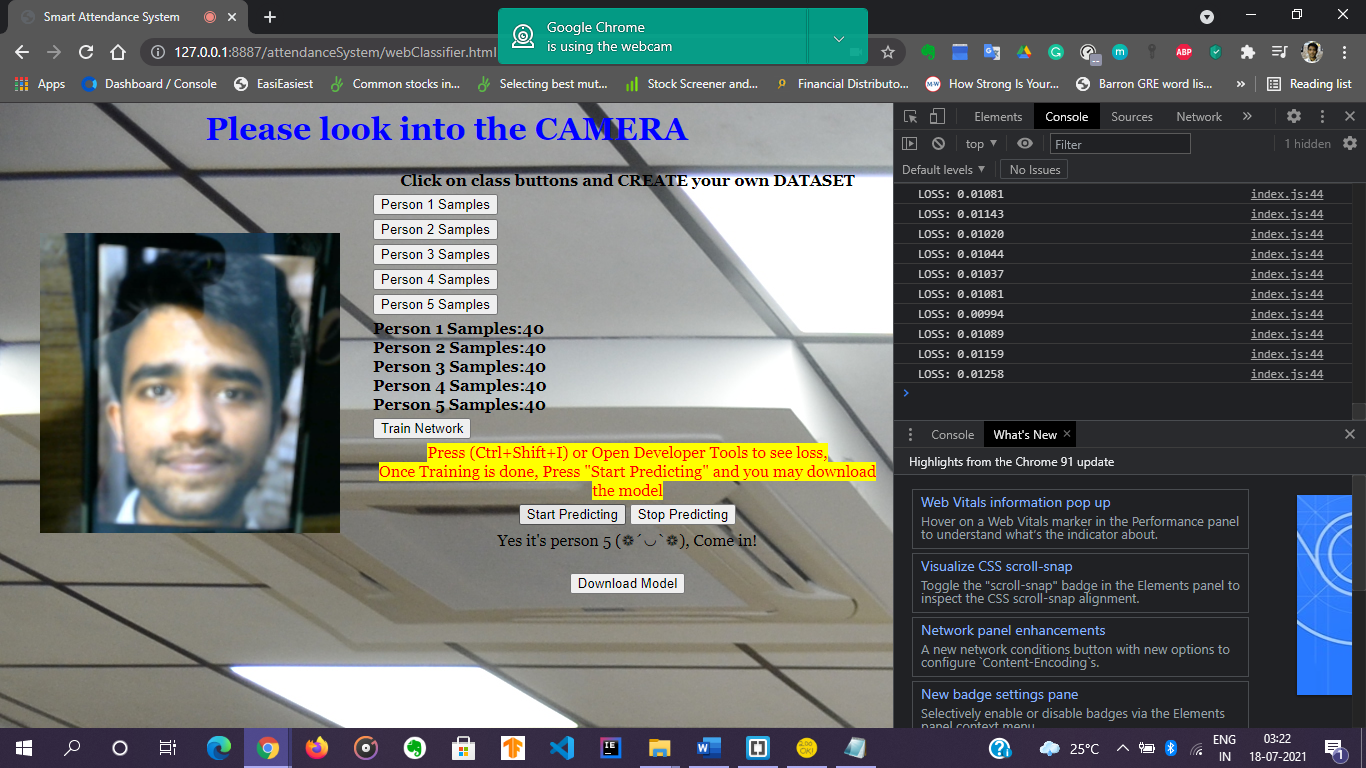 Smart Attendance System
Google Chrome
is using the webcam
127.0.0.1:8887/attendanceSystem/webClassifier.html
ABP
Apps
Dashboard / Console
EasiEasiest
Common stocks in...
Selecting best mut...
Stock Screener and...
Financial Distributo...
How Strong Is Your...
Barron GRE word lis...
»
Reading list
Please look into the CAMERA
Click on class buttons and CREATE your own DATASET
Person 1 Samples
Person 2 Samples
Person 3 Samples
Person 4 Samples
Person 5 Samples
Person 1 Samples:40
Person 2 Samples:40
Person 3 Samples:40
Person 4 Samples:40
Person 5 Samples:40
Train Network
Press (Ctrl+Shift+I) or Open Developer Tools to see loss,
Once Training is done, Press "Start Predicting" and you may download
the model
Start Predicting Stop Predicting
Yes it's person 5 (❁´◡`❁), Come in!
Download Model
Elements Console Sources Network »
top ▼ Filter 1 hidden
Default levels ▼ No Issues
LOSS: 0.01081 index.js:44
LOSS: 0.01143 index.js:44
LOSS: 0.01020 index.js:44
LOSS: 0.01044 index.js:44
LOSS: 0.01037 index.js:44
LOSS: 0.01081 index.js:44
LOSS: 0.00994 index.js:44
LOSS: 0.01089 index.js:44
LOSS: 0.01159 index.js:44
LOSS: 0.01258 index.js:44
Console What's New
Highlights from the Chrome 91 update
Web Vitals information pop up
Hover on a Web Vitals marker in the Performance panel
to understand what's the indicator about.
Visualize CSS scroll-snap
Toggle the "scroll-snap" badge in the Elements panel to
inspect the CSS scroll-snap alignment.
Network panel enhancements
A new network conditions button with new options to
configure `Content-Encoding`s.
New badge settings pane
Selectively enable or disable badges via the Elements
panel context menu.
25°C
ENG
IN
03:22
18-07-2021
1